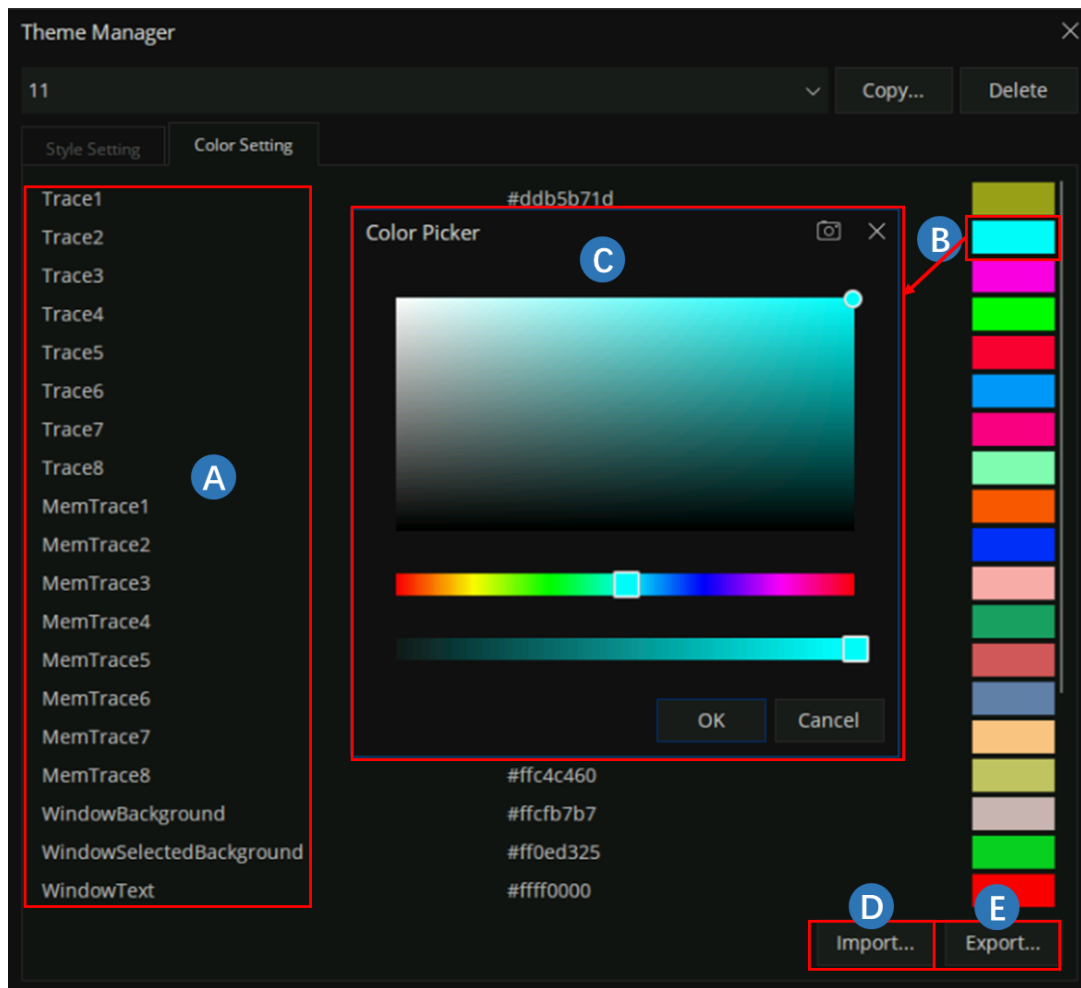 Theme Manager
11
Copy...
Delete
Style Setting
Color Setting
Trace1 #ddb5b71d
Trace2
Color Picker
B
C
Trace3
Trace4
Trace5
Trace6
Trace7
Trace8
A
MemTrace1
MemTrace2
MemTrace3
MemTrace4
MemTrace5
MemTrace6
OK
Cancel
MemTrace7
MemTrace8 #ffc4c460
WindowBackground #ffcfb7b7
WindowSelectedBackground #ff0ed325
WindowText #ffff0000
D
E
Import...
Export...